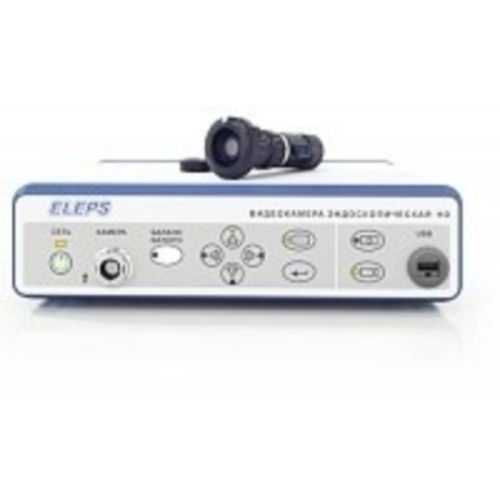 ELEPS
ВИДЕОКАМЕРА ЭНДОСКОПИЧЕСКАЯ HD
СЕТЬ
КАМЕРА
БАЛАНС
БЕЛОГО
USB